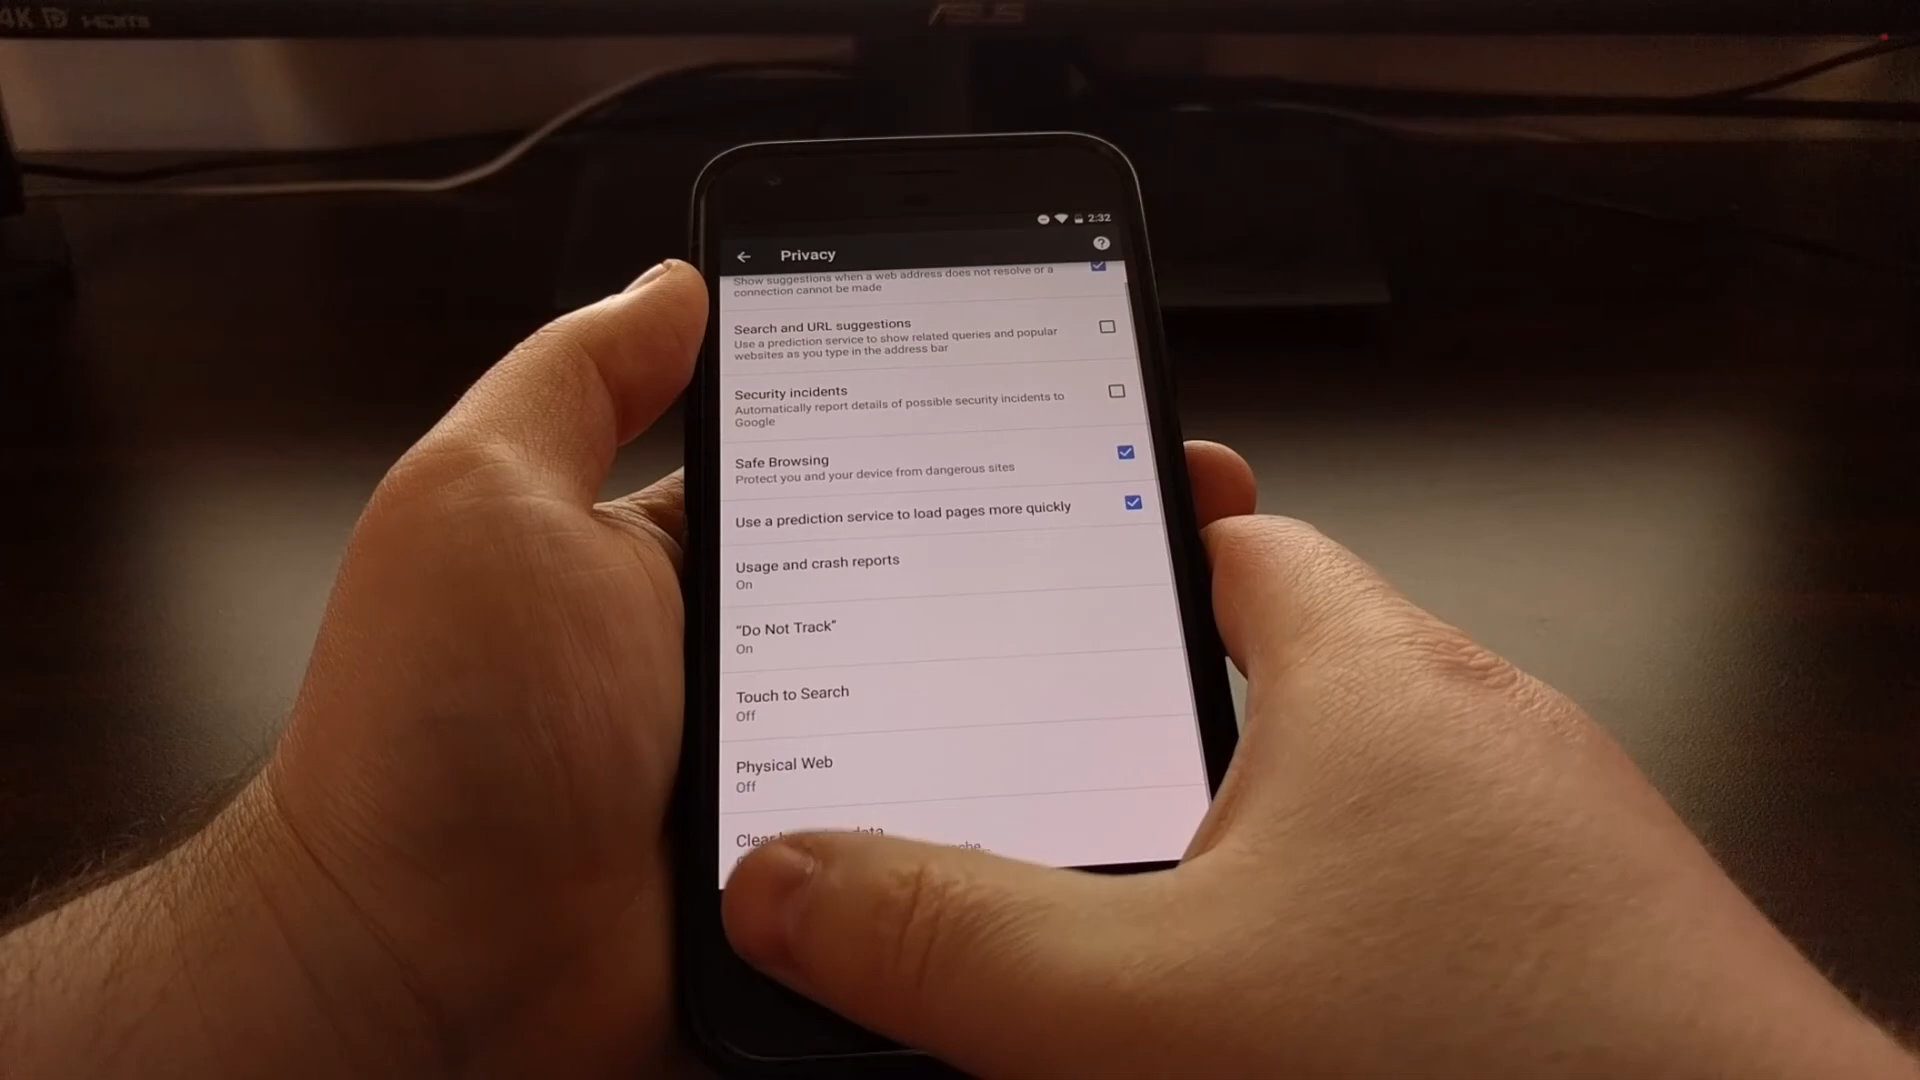 4K HDMI
ASUS
2:32
Privacy
Show suggestions when a web address does not resolve or a
connection cannot be made
Search and URL suggestions
Use a prediction service to show related queries and popular
websites as you type in the address bar
Security incidents
Automatically report details of possible security incidents to
Google
Safe Browsing
Protect you and your device from dangerous sites
Use a prediction service to load pages more quickly
Usage and crash reports
On
“Do Not Track”
On
Touch to Search
Off
Physical Web
Off
Clear data